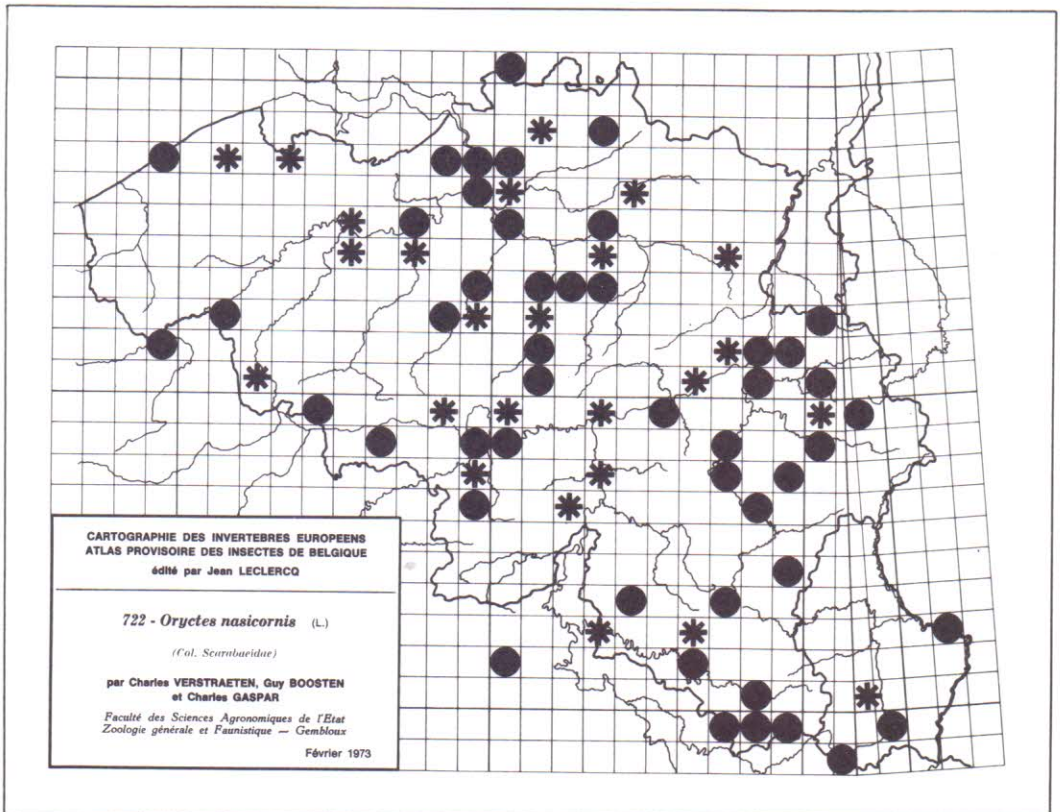 CARTOGRAPHIE DES INVERTEBRES EUROPEENS
ATLAS PROVISOIRE DES INSECTES DE BELGIQUE
édité par Jean LECLERCQ
722 - Oryctes nasicornis (L.)
(Col. Scarabaeidae)
par Charles VERSTRAETEN, Guy BOOSTEN
et Charles GASPAR
Faculté des Sciences Agronomiques de l'Etat
Zoologie générale et Faunistique — Gembloux
Février 1973